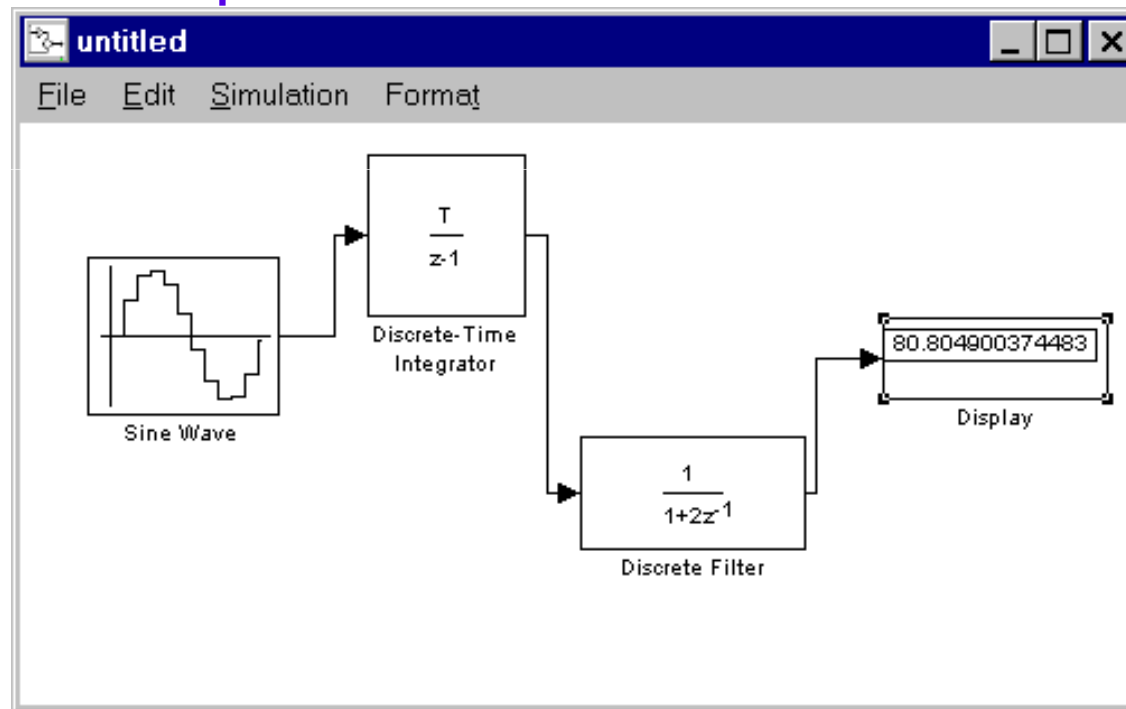 untitled
File Edit Simulation Format
T
z-1
Discrete-Time
Integrator
Sine Wave
80.804900374483
Display
1
1+2z-1
Discrete Filter